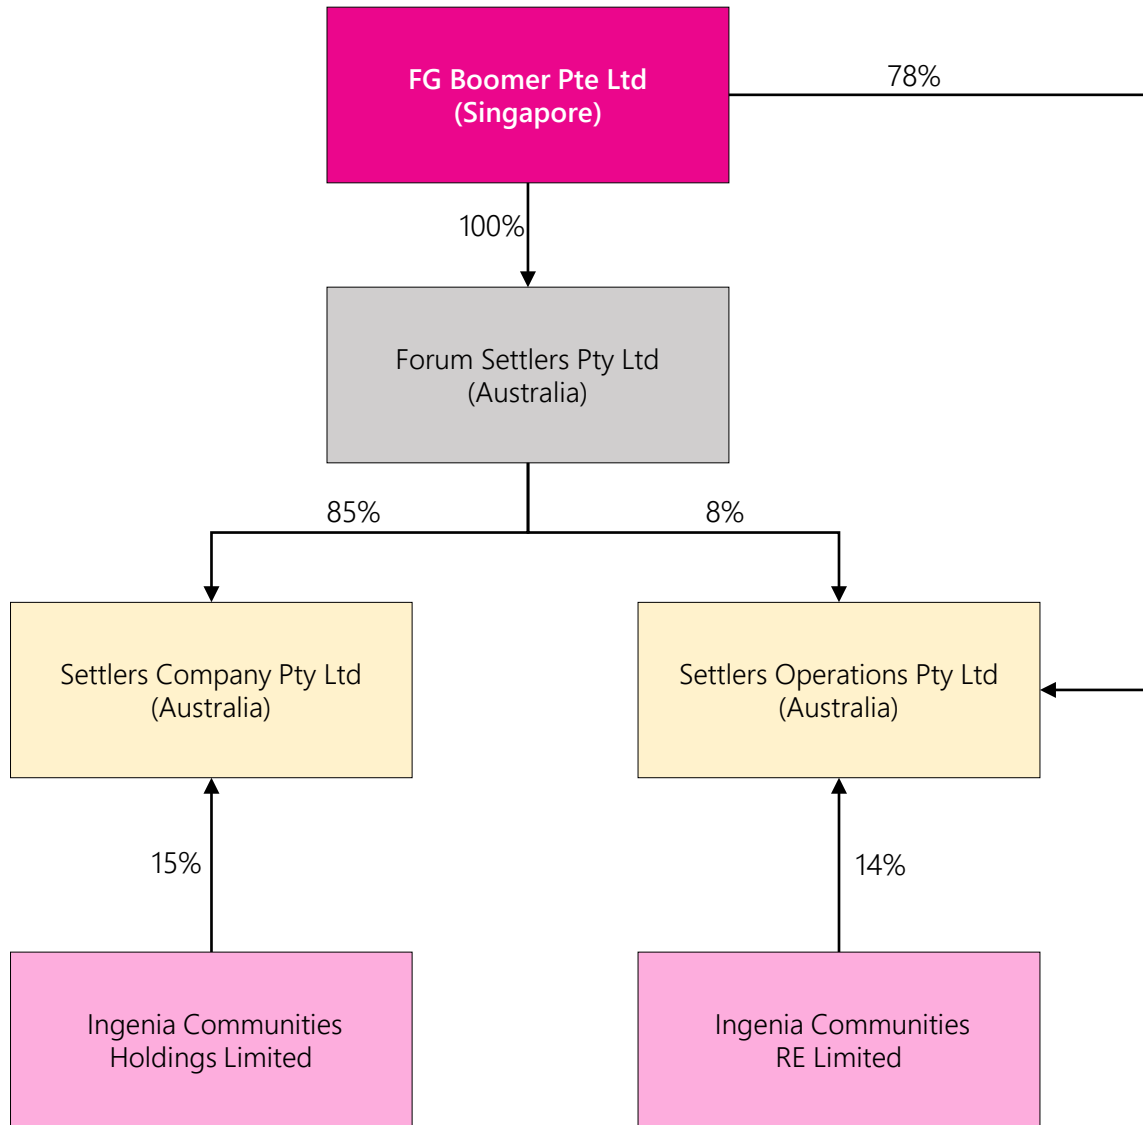 FG Boomer Pte Ltd
(Singapore)
78%
100%
Forum Settlers Pty Ltd
(Australia)
85%
8%
Settlers Company Pty Ltd
(Australia)
Settlers Operations Pty Ltd
(Australia)
15%
14%
Ingenia Communities
Holdings Limited
Ingenia Communities
RE Limited